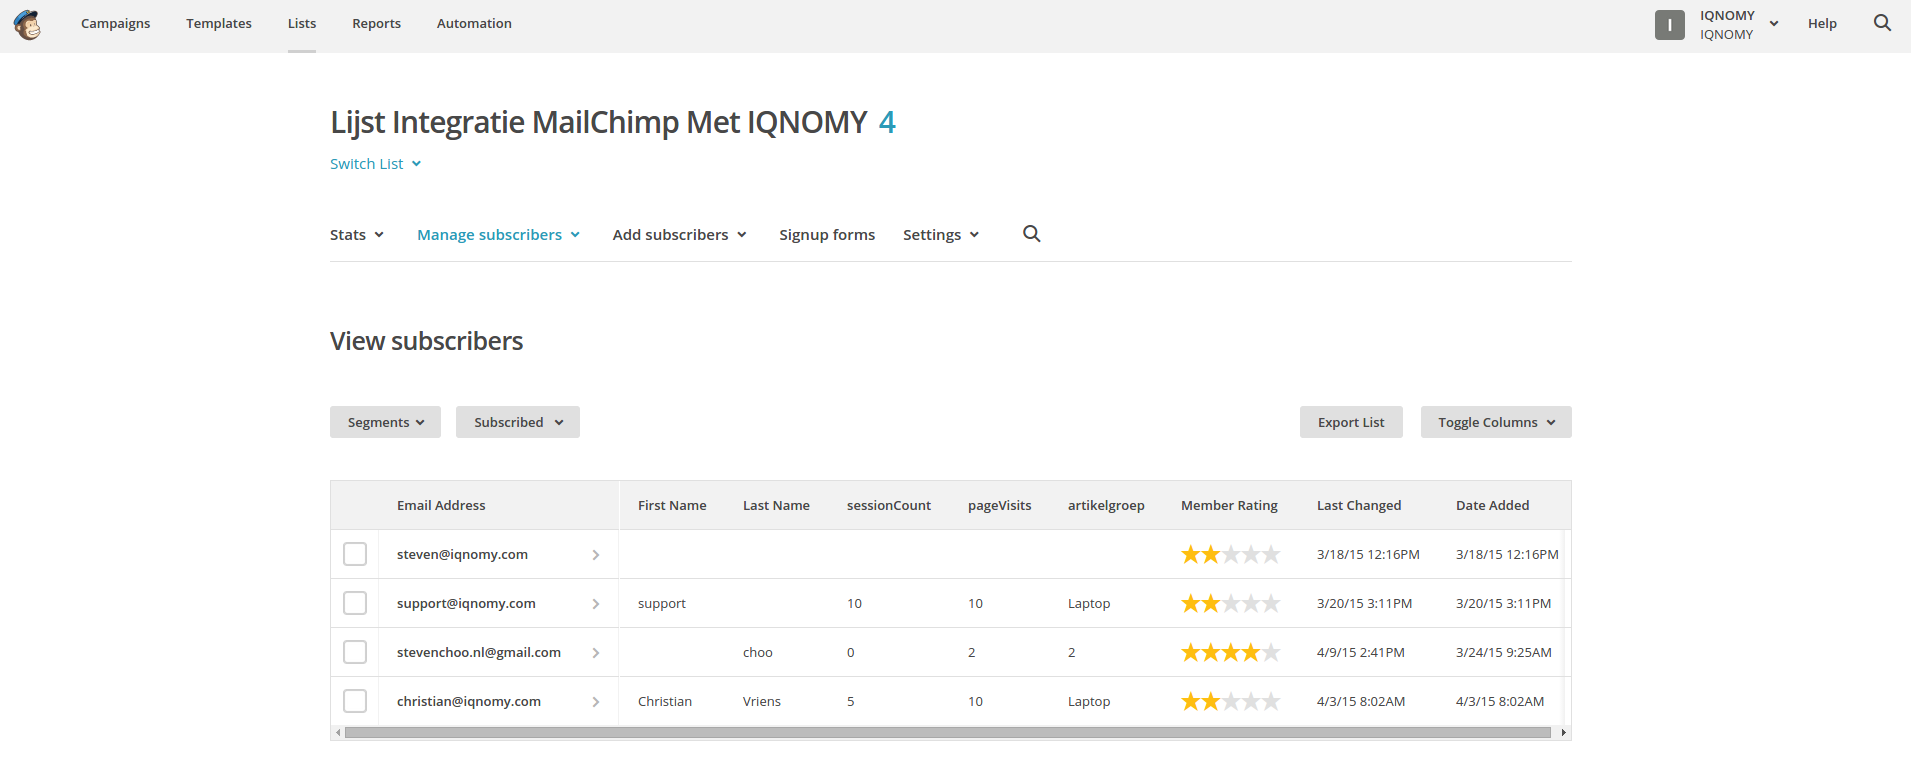 Campaigns Templates Lists Reports Automation I IQNOMY Help
IQNOMY
Lijst Integratie MailChimp Met IQNOMY 4
Switch List
Stats Manage subscribers Add subscribers Signup forms Settings
View subscribers
Segments Subscribed Export List Toggle Columns
Email Address First Name Last Name sessionCount pageVisits artikelgroep Member Rating Last Changed Date Added
steven@iqnomy.com 3/18/15 12:16PM 3/18/15 12:16PM
support@iqnomy.com support 10 10 Laptop 3/20/15 3:11PM 3/20/15 3:11PM
stevenchoo.nl@gmail.com choo 0 2 2 4/9/15 2:41PM 3/24/15 9:25AM
christian@iqnomy.com Christian Vriens 5 10 Laptop 4/3/15 8:02AM 4/3/15 8:02AM